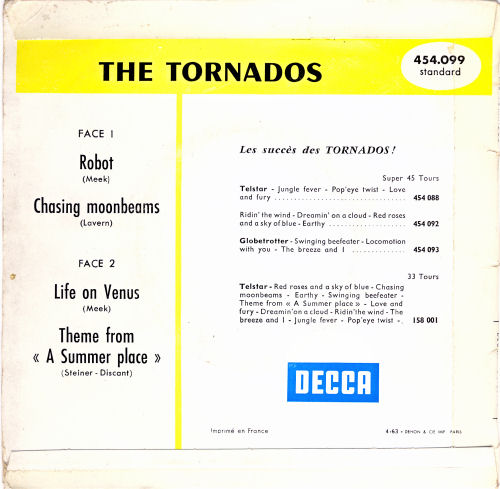 THE TORNADOS
454.099
standard
FACE 1
Robot
(Meek)
Chasing moonbeams
(Lavern)
FACE 2
Life on Venus
(Meek)
Theme from
« A Summer place »
(Steiner - Discant)
Les succès des TORNADOS !
Super 45 Tours
Telstar - Jungle fever - Pop'eye twist - Love
and fury .................................. 454 088
Ridin' the wind - Dreamin' on a cloud - Red roses
and a sky of blue - Earthy .................... 454 092
Globetrotter - Swinging beefeater - Locomotion
with you - The breeze and I ............... 454 093
33 Tours
Telstar - Red roses and a sky of blue - Chasing
moonbeams - Earthy - Swinging beefeater -
Theme from « A Summer place » - Love and
fury - Dreamin' on a cloud - Ridin' the wind - The
breeze and I - Jungle fever - Pop'eye twist - . 158 001
DECCA
Imprimé en France
4-63 • DEHON & CIE IMP. PARIS